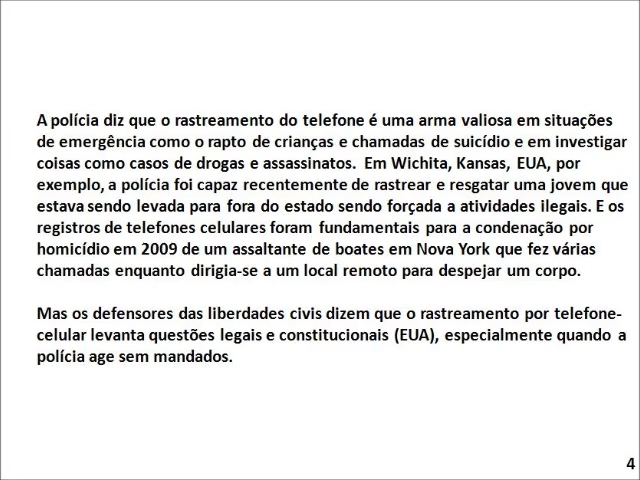 A polícia diz que o rastreamento do telefone é uma arma valiosa em situações
de emergência como o rapto de crianças e chamadas de suicídio e em investigar
coisas como casos de drogas e assassinatos. Em Wichita, Kansas, EUA, por
exemplo, a polícia foi capaz recentemente de rastrear e resgatar uma jovem que
estava sendo levada para fora do estado sendo forçada a atividades ilegais. E os
registros de telefones celulares foram fundamentais para a condenação por
homicídio em 2009 de um assaltante de boates em Nova York que fez várias
chamadas enquanto dirigia-se a um local remoto para despejar um corpo.
Mas os defensores das liberdades civis dizem que o rastreamento por telefone-
celular levanta questões legais e constitucionais (EUA), especialmente quando a
polícia age sem mandados.
4